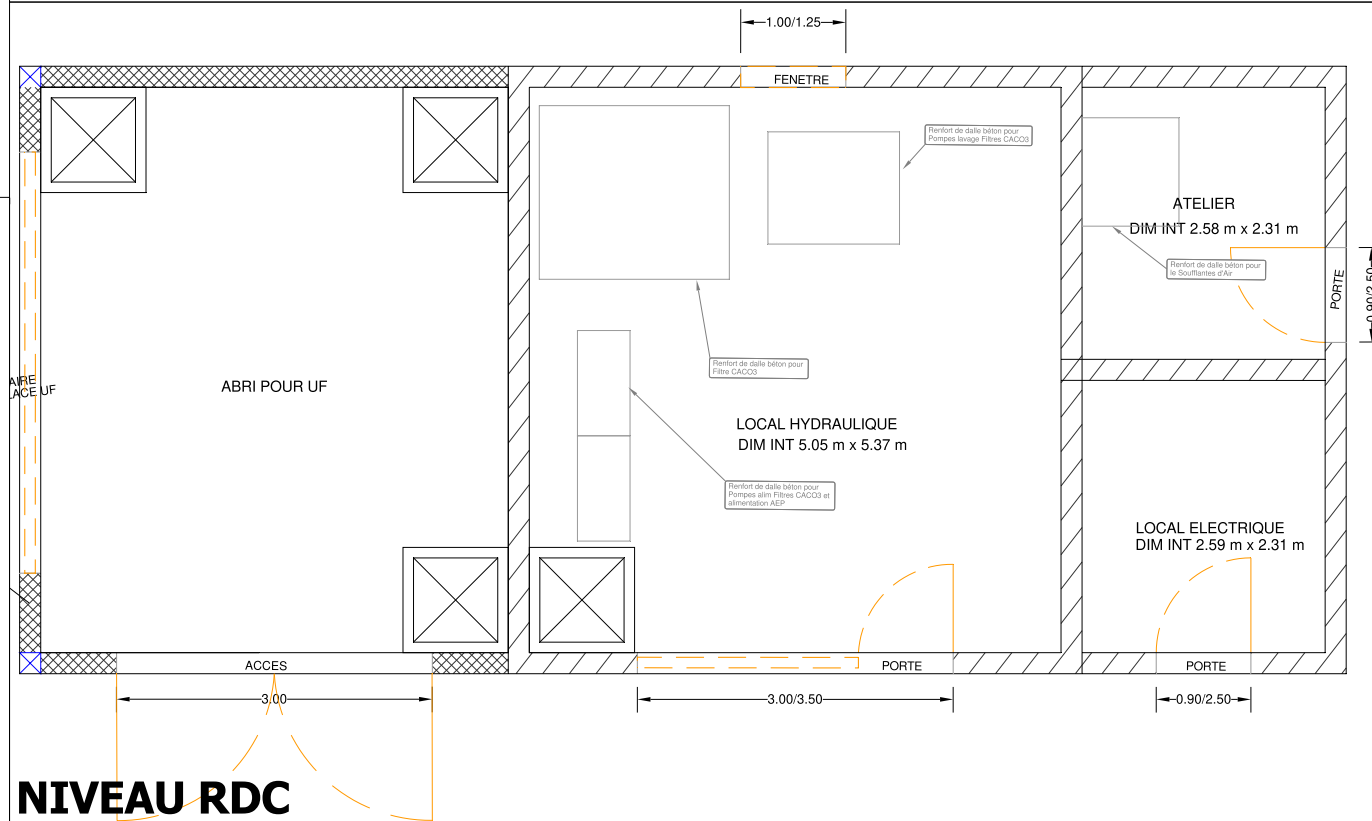 1.00/1.25
FENETRE
Renfort de dalle béton pour
Pompes lavage Filtres CACO3
ATELIER
DIM INT 2.58 m x 2.31 m
Renfort de dalle béton pour
le Soufflantes d'Air
PORTE
0.90/2.50
Renfort de dalle béton pour
Filtre CACO3
AIRE
LACE UF
ABRI POUR UF
LOCAL HYDRAULIQUE
DIM INT 5.05 m x 5.37 m
Renfort de dalle béton pour
Pompes alim Filtres CACO3 et
alimentation AEP
LOCAL ELECTRIQUE
DIM INT 2.59 m x 2.31 m
ACCES
PORTE
PORTE
3.00
3.00/3.50
0.90/2.50
NIVEAU RDC